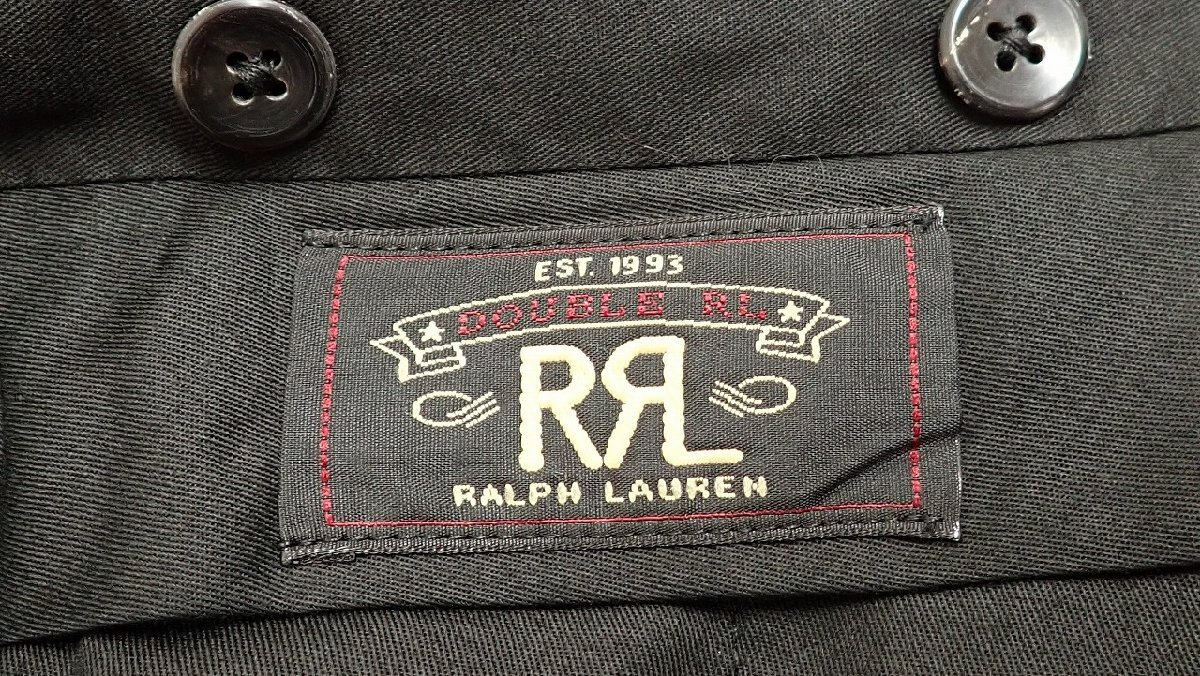 EST. 1993
DOUBLE RL
RRL
RALPH LAUREN